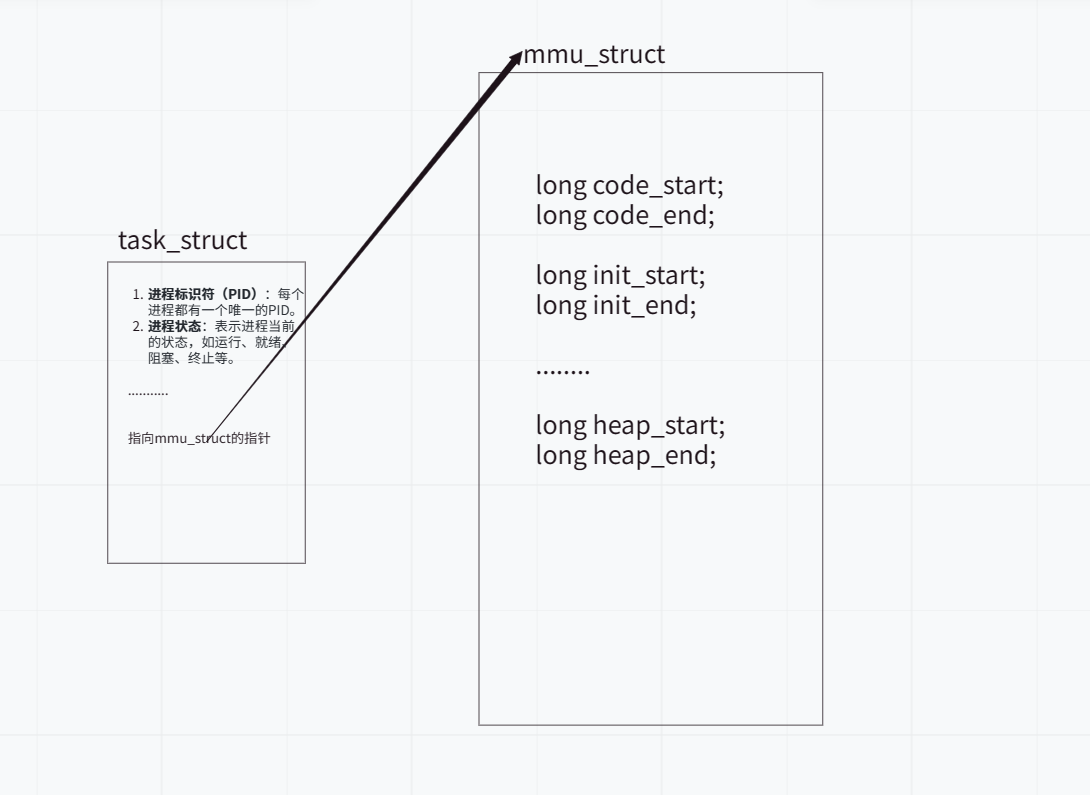 mmu_struct
long code_start;
long code_end;
long init_start;
long init_end;
........
long heap_start;
long heap_end;
task_struct
1. 进程标识符（PID）：每个
进程都有一个唯一的PID。
2. 进程状态：表示进程当前
的状态，如运行、就绪、
阻塞、终止等。
...........
指向mmu_struct的指针